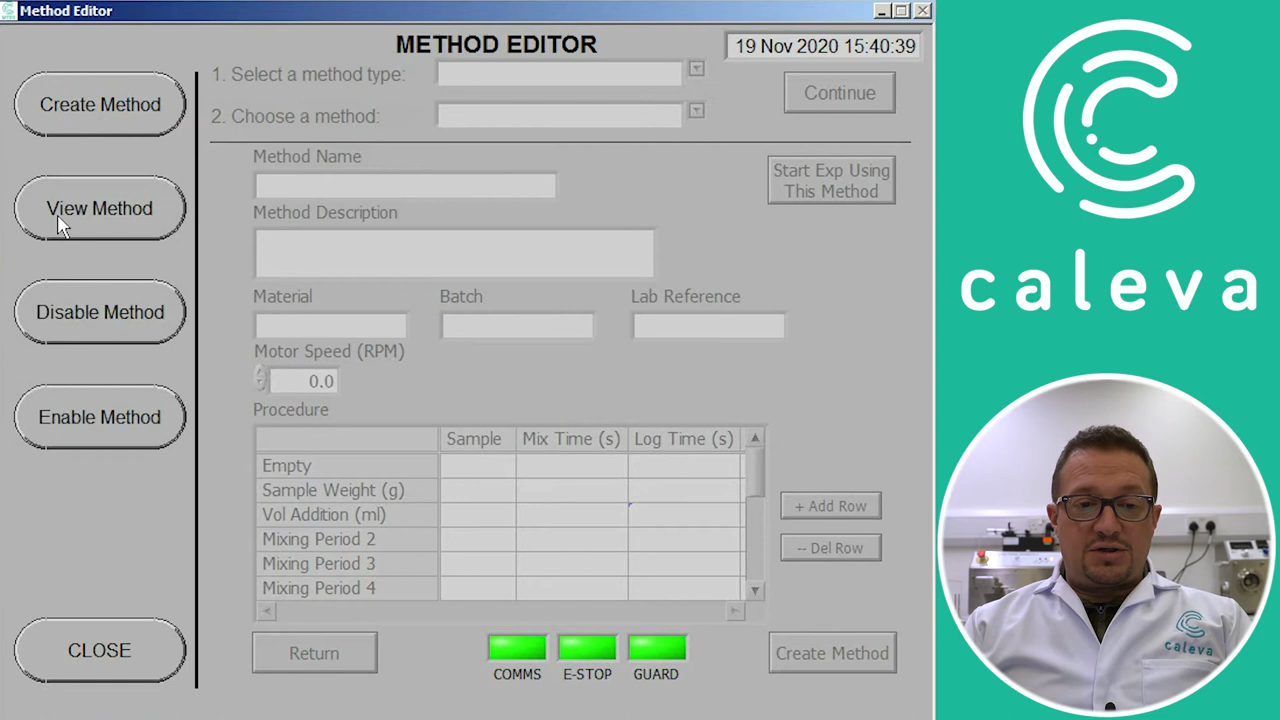 Method Editor
METHOD EDITOR
19 Nov 2020 15:40:39
Create Method
View Method
Disable Method
Enable Method
CLOSE
1. Select a method type:
2. Choose a method:
Continue
Method Name
Start Exp Using
This Method
Method Description
Material Batch Lab Reference
Motor Speed (RPM)
0.0
Procedure
Sample Mix Time (s) Log Time (s)
Empty
Sample Weight (g)
Vol Addition (ml)
Mixing Period 2
Mixing Period 3
Mixing Period 4
+ Add Row
-- Del Row
Return
COMMS E-STOP GUARD
Create Method
caleva
caleva